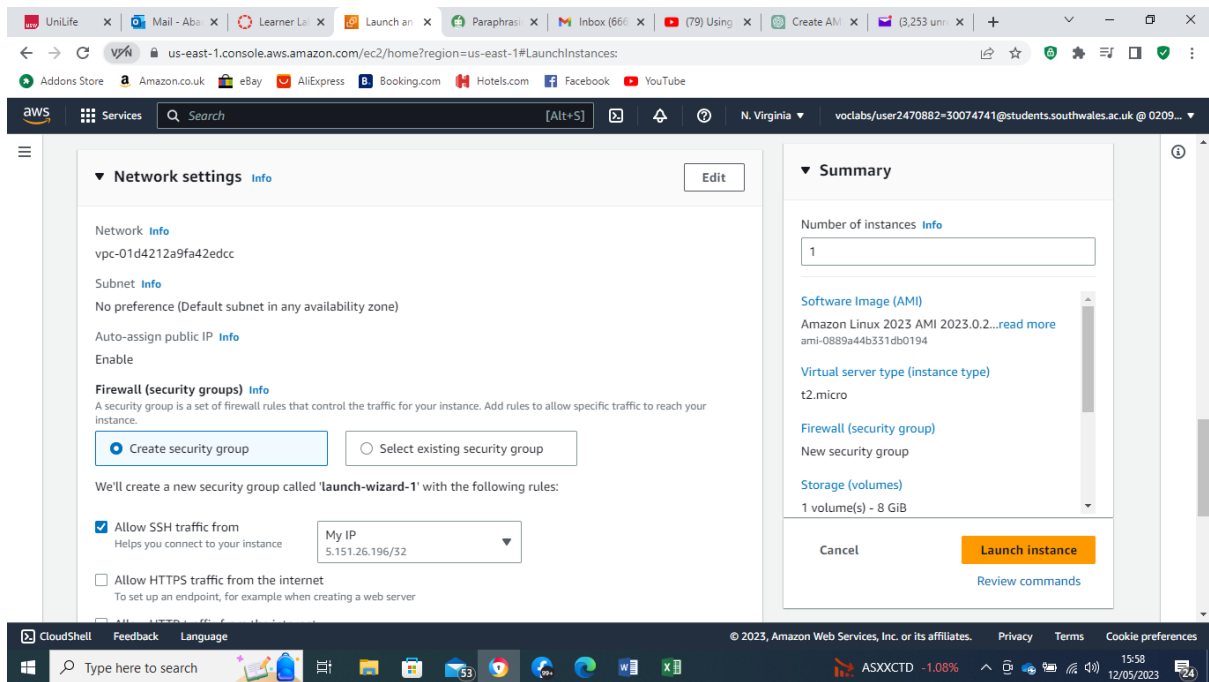 UniLife
Mail - Aba
Learner La
Launch an
Paraphrasi
Inbox (666
(79) Using
Create AM
(3,253 unr
VPN
us-east-1.console.aws.amazon.com/ec2/home?region=us-east-1#LaunchInstances:
Addons Store
Amazon.co.uk
eBay
AliExpress
Booking.com
Hotels.com
Facebook
YouTube
aws
Services
Search
[Alt+S]
N. Virginia
voclabs/user2470882=30074741@students.southwales.ac.uk @ 0209...
Network settings Info
Edit
Network Info
vpc-01d4212a9fa42edcc
Subnet Info
No preference (Default subnet in any availability zone)
Auto-assign public IP Info
Enable
Firewall (security groups) Info
A security group is a set of firewall rules that control the traffic for your instance. Add rules to allow specific traffic to reach your
instance.
Create security group
Select existing security group
We'll create a new security group called 'launch-wizard-1' with the following rules:
Allow SSH traffic from
Helps you connect to your instance
My IP
5.151.26.196/32
Allow HTTPS traffic from the internet
To set up an endpoint, for example when creating a web server
Summary
Number of instances Info
1
Software Image (AMI)
Amazon Linux 2023 AMI 2023.0.2...read more
ami-0889a44b331db0194
Virtual server type (instance type)
t2.micro
Firewall (security group)
New security group
Storage (volumes)
1 volume(s) - 8 GiB
Cancel
Launch instance
Review commands
CloudShell
Feedback
Language
© 2023, Amazon Web Services, Inc. or its affiliates.
Privacy
Terms
Cookie preferences
Type here to search
53
99+
ASXXCTD -1.08%
15:58
12/05/2023
24